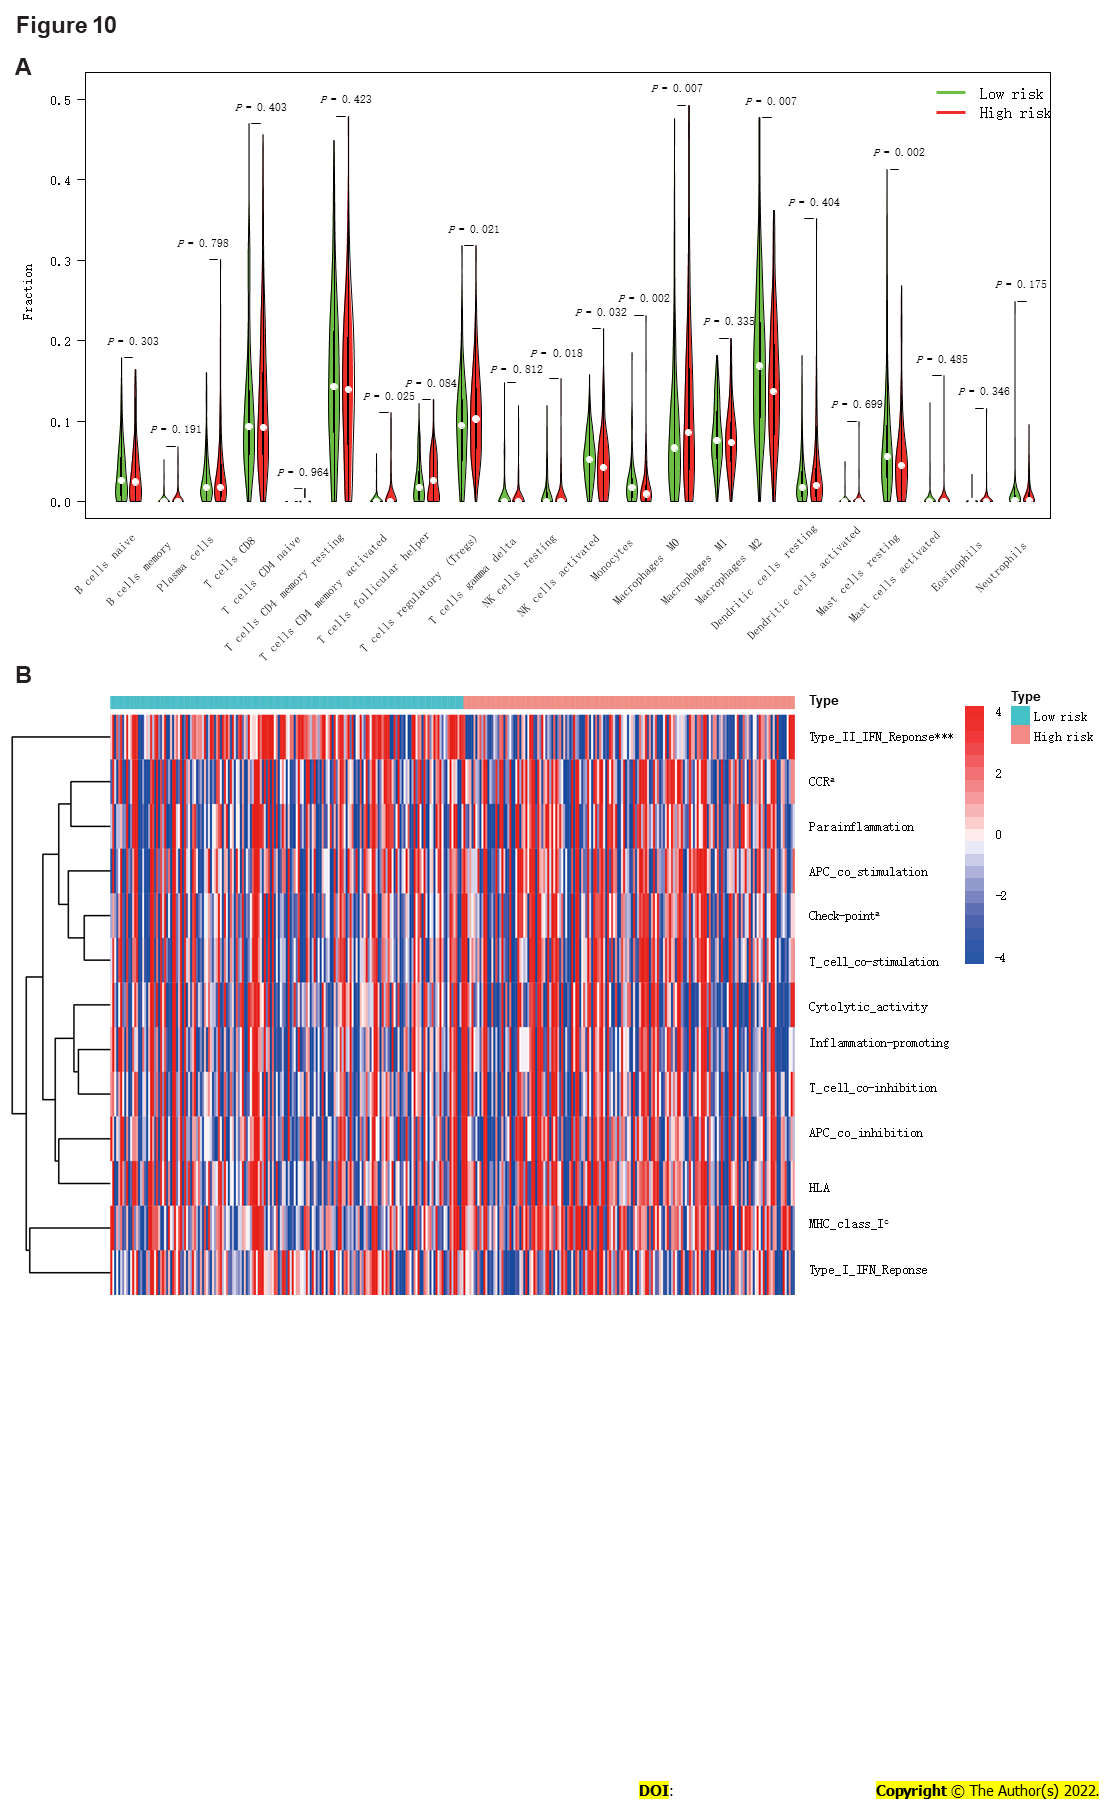 Figure 10
A
Low risk
High risk
Fraction
0.5
0.4
0.3
0.2
0.1
0.0
P = 0.303
P = 0.191
P = 0.798
P = 0.403
P = 0.964
P = 0.423
P = 0.025
P = 0.084
P = 0.021
P = 0.812
P = 0.018
P = 0.032
P = 0.002
P = 0.007
P = 0.335
P = 0.007
P = 0.404
P = 0.699
P = 0.002
P = 0.485
P = 0.346
P = 0.175
B cells naive
B cells memory
Plasma cells
T cells CD8
T cells CD4 naive
T cells CD4 memory resting
T cells CD4 memory activated
T cells follicular helper
T cells regulatory (Tregs)
T cells gamma delta
NK cells resting
NK cells activated
Monocytes
Macrophages M0
Macrophages M1
Macrophages M2
Dendritic cells resting
Dendritic cells activated
Mast cells resting
Mast cells activated
Eosinophils
Neutrophils
B
Type
Type_II_IFN_Reponse***
CCRª
Parainflammation
APC_co_stimulation
Check-pointª
T_cell_co-stimulation
Cytolytic_activity
Inflammation-promoting
T_cell_co-inhibition
APC_co_inhibition
HLA
MHC_class_Iᶜ
Type_I_IFN_Reponse
4
2
0
-2
-4
Type
Low risk
High risk
DOI:
Copyright © The Author(s) 2022.